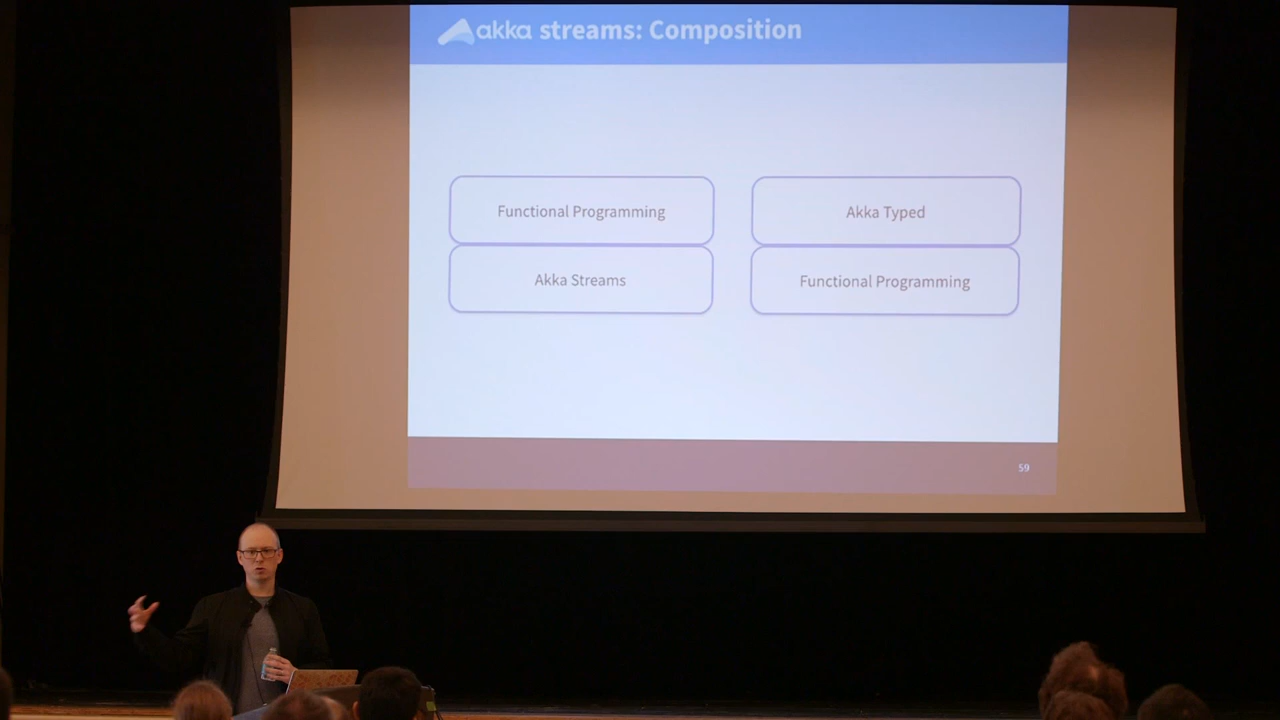 akka streams: Composition
Functional Programming
Akka Streams
Akka Typed
Functional Programming
59